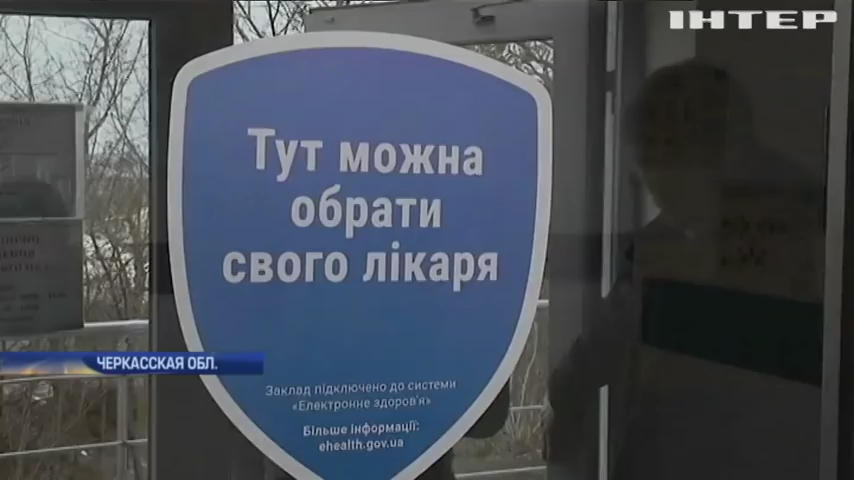 ІНТЕР
Тут можна
обрати
свого лікаря
ЧЕРКАССКАЯ ОБЛ.
Заклад підключено до системи
«Електронне здоров'я»
Більше інформації:
ehealth.gov.ua